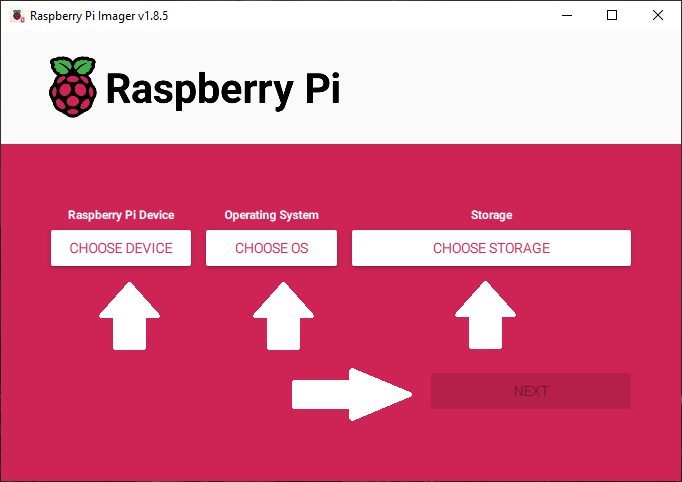 Raspberry Pi Imager v1.8.5
Raspberry Pi
Raspberry Pi Device
Operating System
Storage
CHOOSE DEVICE
CHOOSE OS
CHOOSE STORAGE
NEXT